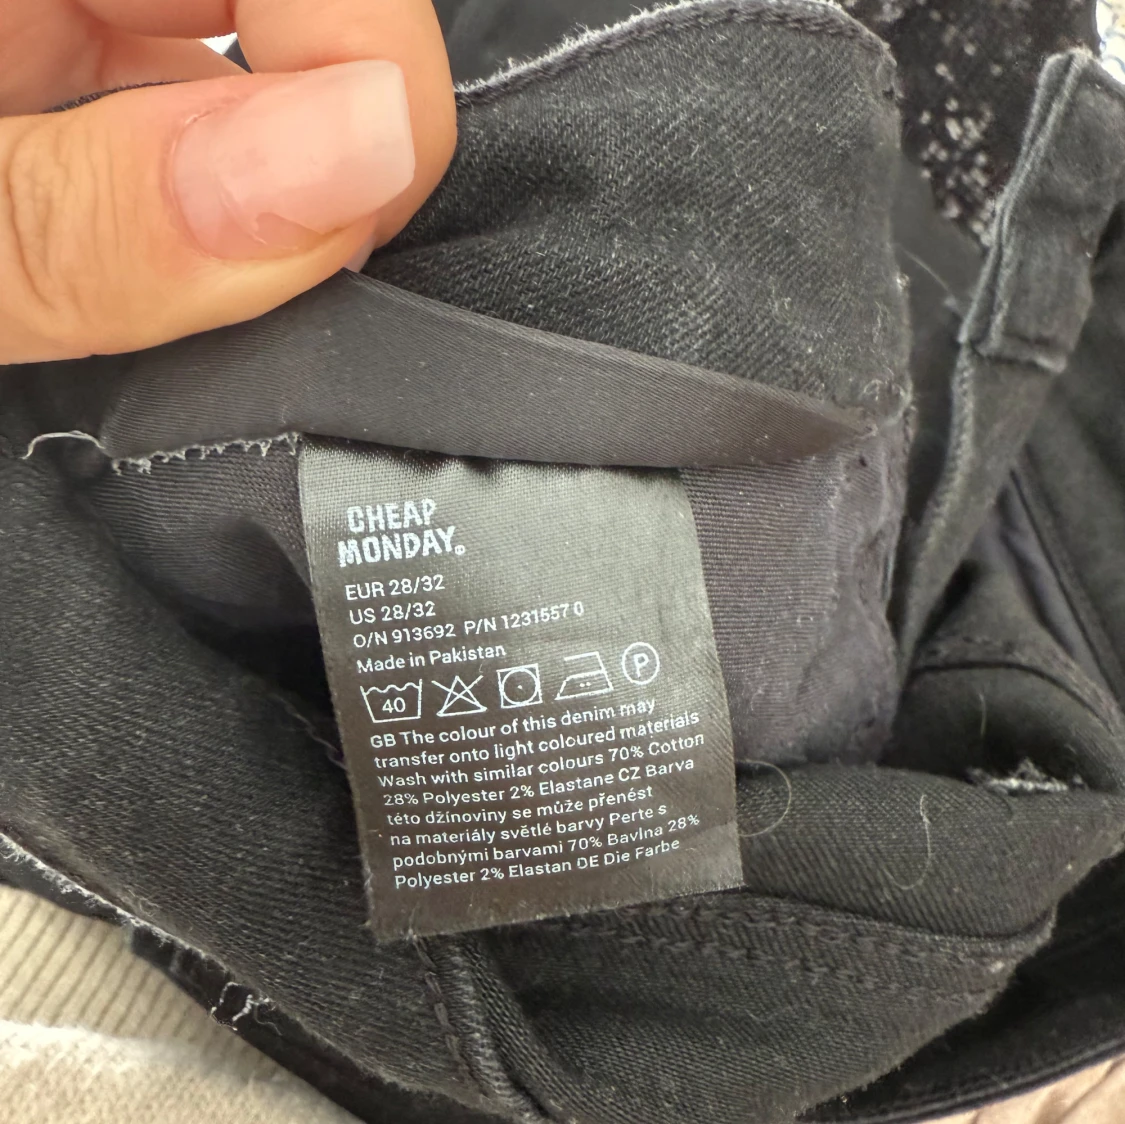 CHEAP
MONDAY®
EUR 28/32
US 28/32
O/N 913692 P/N 1231557 0
Made in Pakistan
40 P
GB The colour of this denim may
transfer onto light coloured materials
Wash with similar colours 70% Cotton
28% Polyester 2% Elastane CZ Barva
této džínoviny se může přenést
na materiály světlé barvy Perte s
podobnými barvami 70% Bavlna 28%
Polyester 2% Elastan DE Die Farbe